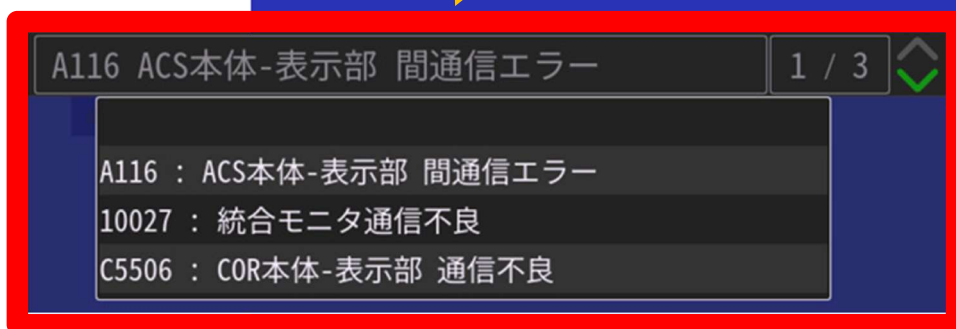 A116 ACS本体-表示部 間通信エラー
1 / 3
A116 : ACS本体-表示部 間通信エラー
10027 : 統合モニタ通信不良
C5506 : COR本体-表示部 通信不良